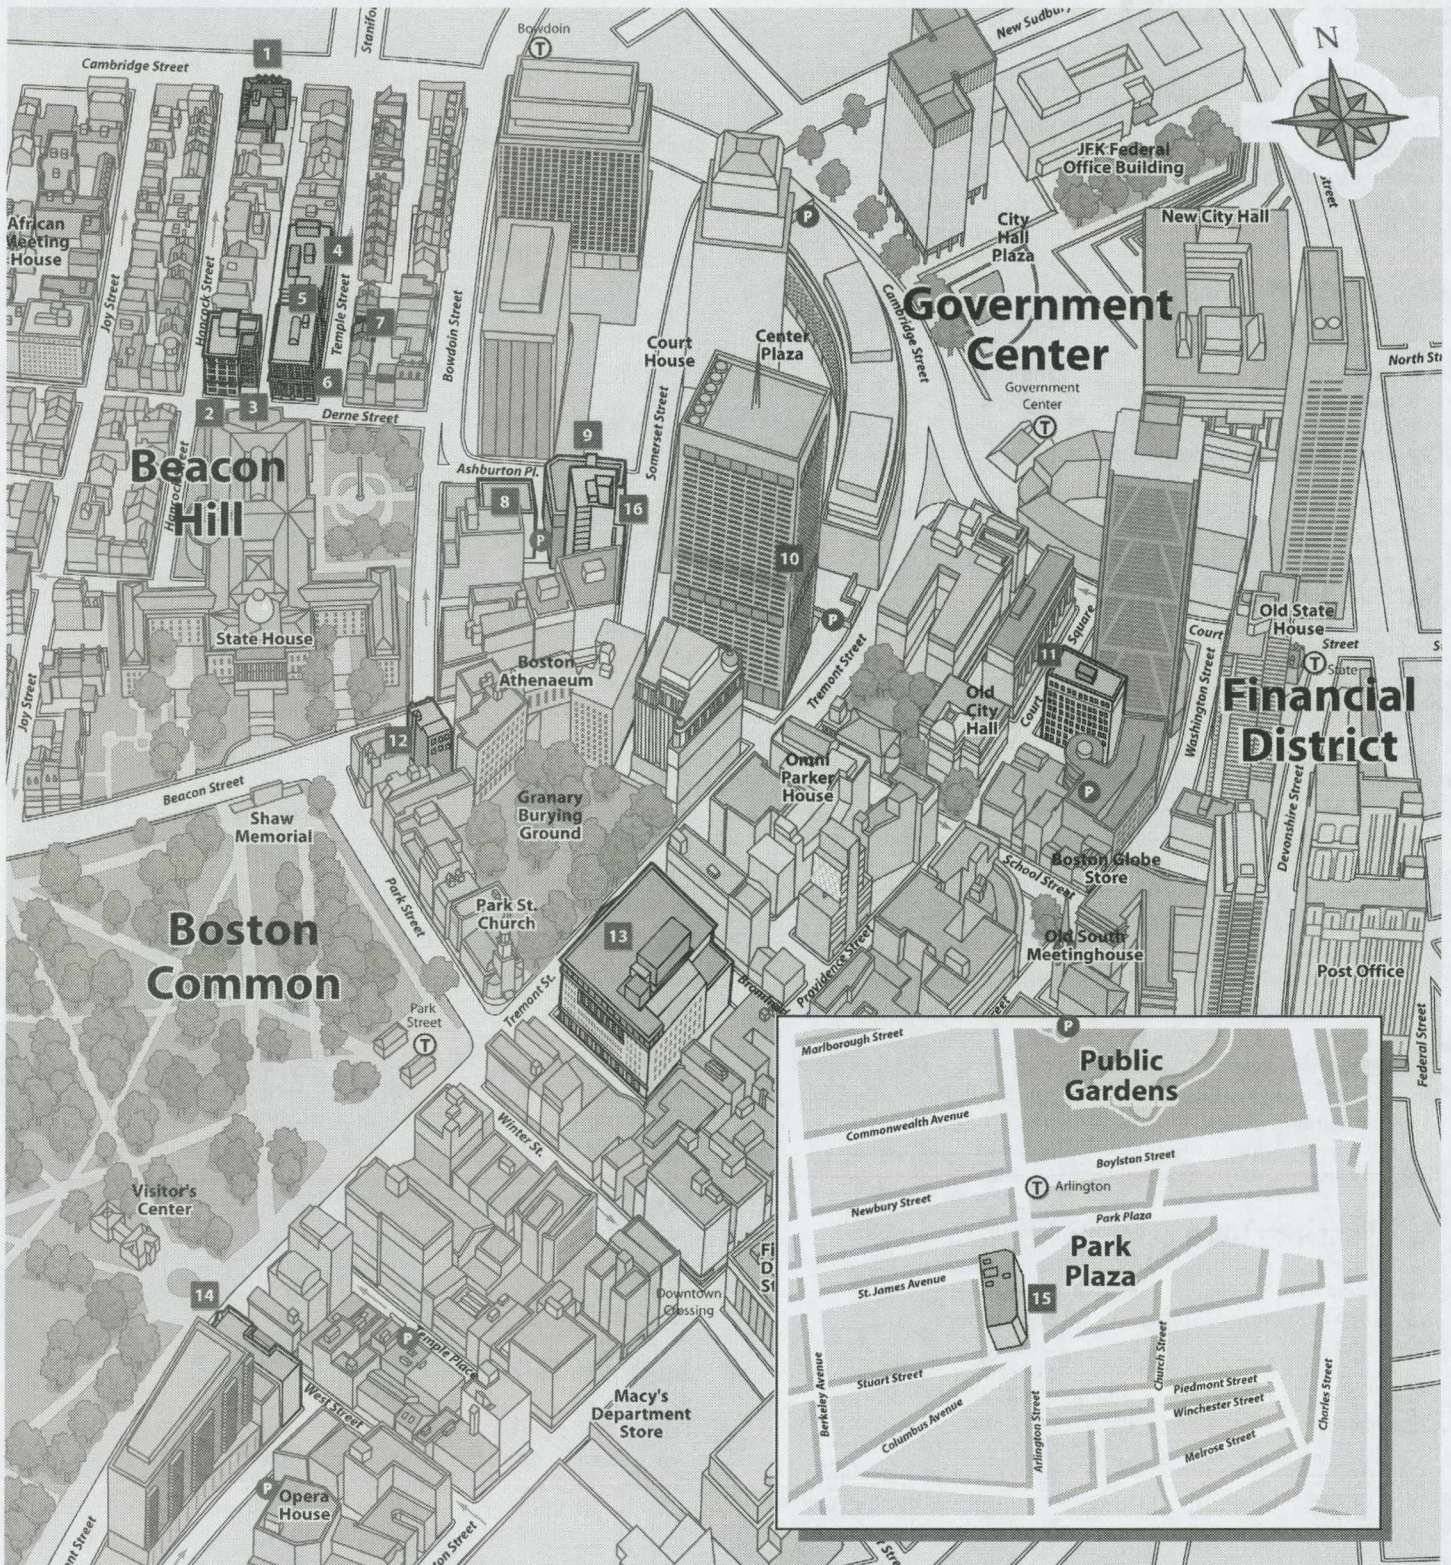 Bowdoin
T
New Sudbury
N
1
Cambridge Street
JFK Federal
Office Building
P
City
Hall
Plaza
New City Hall
Street
African
Meeting
House
4
Joy Street
Hancock Street
5
Temple Street
7
Bowdoin Street
Cambridge Street
Government
Center
Court
House
Center
Plaza
North St
Government
Center
T
6
2
3
Derne Street
Somerset Street
9
Ashburton Pl.
8
16
P
Beacon
Hill
Hancock Street
10
State House
P
Old State
House
Court
Street
T
State
Square
11
Boston
Athenaeum
Tremont Street
Joy Street
Old
City
Hall
Court
Washington Street
Financial
District
12
Omni
Parker
House
P
Beacon Street
Shaw
Memorial
Granary
Burying
Ground
Devonshire Street
School Street
Boston Globe
Store
Park Street
Park St.
Church
13
Boston
Common
Old South
Meetinghouse
Post Office
Providence Street
Tremont St.
Park
Street
T
Federal Street
P
Marlborough Street
Public
Gardens
Commonwealth Avenue
Boylston Street
T
Arlington
Newbury Street
Park Plaza
Park
Plaza
St. James Avenue
15
Stuart Street
Berkeley Avenue
Columbus Avenue
Arlington Street
Church Street
Piedmont Street
Winchester Street
Melrose Street
Charles Street
Winter St.
Visitor's
Center
14
Downtown
Crossing
P
Temple Place
West Street
Macy's
Department
Store
P
Opera
House